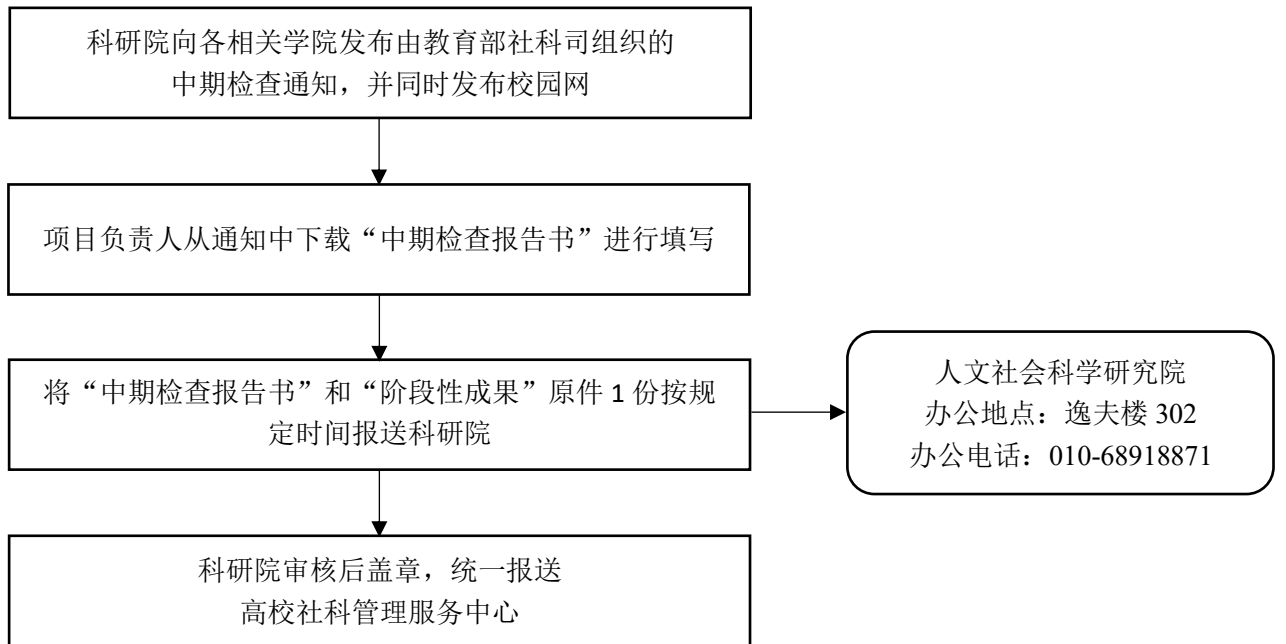 科研院向各相关学院发布由教育部社科司组织的
中期检查通知，并同时发布校园网
项目负责人从通知中下载“中期检查报告书”进行填写
将“中期检查报告书”和“阶段性成果”原件 1 份按规
定时间报送科研院
人文社会科学研究院
办公地点：逸夫楼 302
办公电话：010-68918871
科研院审核后盖章，统一报送
高校社科管理服务中心